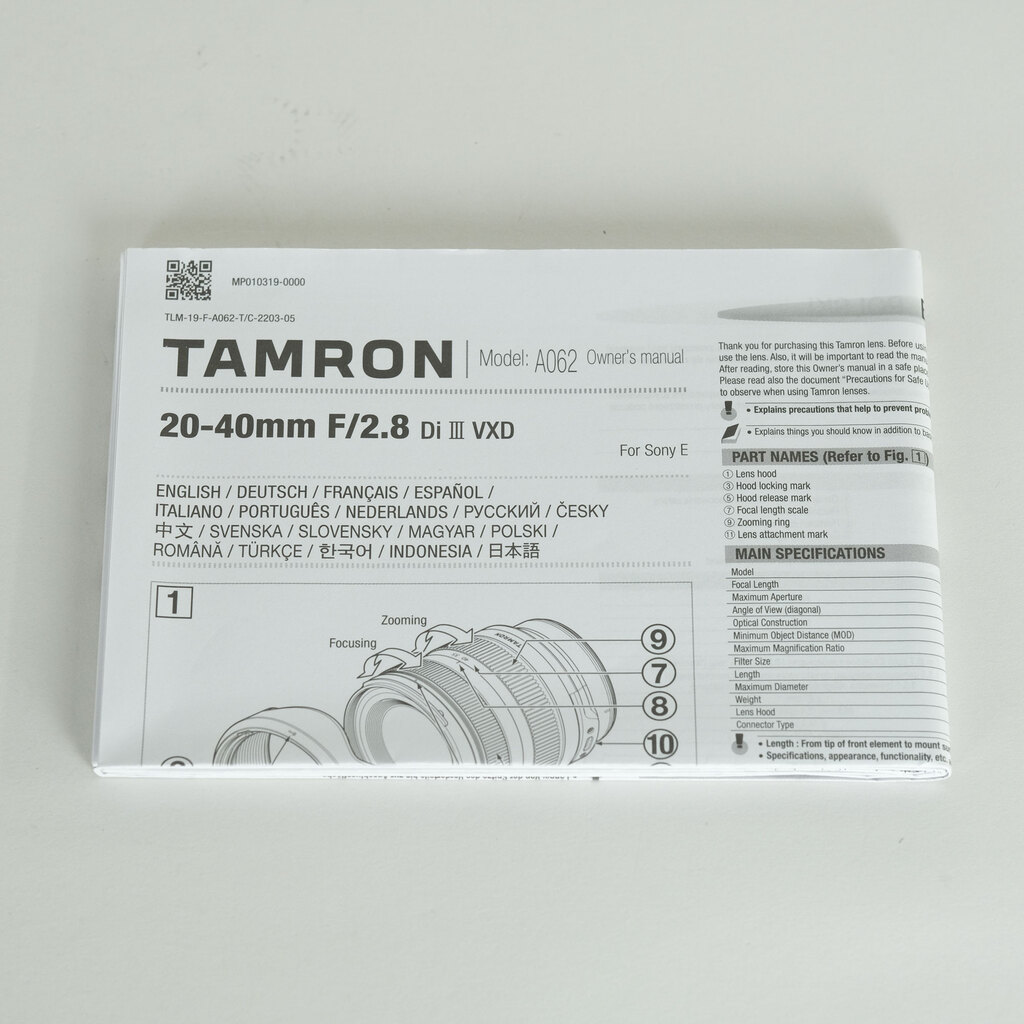 MP010319-0000
TLM-19-F-A062-T/C-2203-05
TAMRON Model: A062 Owner's manual
20-40mm F/2.8 Di III VXD
For Sony E
ENGLISH / DEUTSCH / FRANÇAIS / ESPAÑOL /
ITALIANO / PORTUGUÊS / NEDERLANDS / РУССКИЙ / ČESKY
中文 / SVENSKA / SLOVENSKY / MAGYAR / POLSKI /
ROMÂNĂ / TÜRKÇE / 한국어 / INDONESIA / 日本語
1
Zooming
Focusing
TAMRON
9
7
8
10
Thank you for purchasing this Tamron lens. Before
use the lens. Also, it will be important to read the
After reading, store this Owner's manual in a safe
Please read also the document "Precautions for Safe
to observe when using Tamron lenses.
• Explains precautions that help to prevent
• Explains things you should know in addition to
PART NAMES (Refer to Fig. 1)
① Lens hood
③ Hood locking mark
⑤ Hood release mark
⑦ Focal length scale
⑨ Zooming ring
⑪ Lens attachment mark
MAIN SPECIFICATIONS
Model
Focal Length
Maximum Aperture
Angle of View (diagonal)
Optical Construction
Minimum Object Distance (MOD)
Maximum Magnification Ratio
Filter Size
Length
Maximum Diameter
Weight
Lens Hood
Connector Type
• Length : From tip of front element to mount
• Specifications, appearance, functionality, etc.